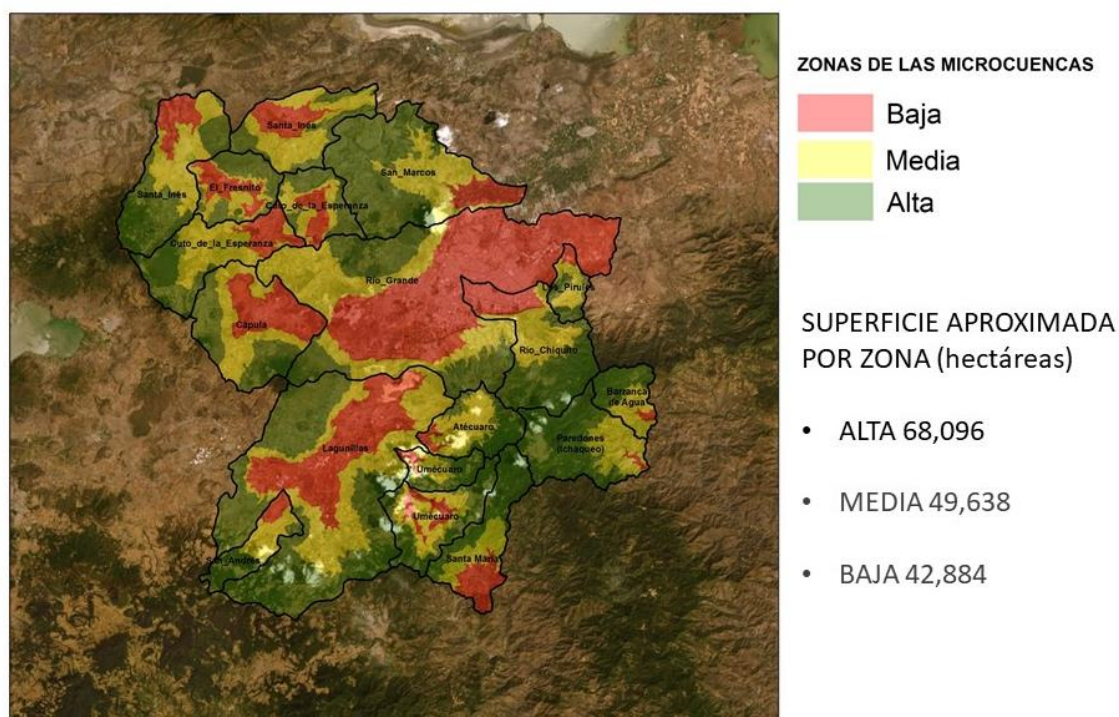 ZONAS DE LAS MICROCUENCAS
Baja
Media
Alta
SUPERFICIE APROXIMADA
POR ZONA (hectáreas)
• ALTA 68,096
• MEDIA 49,638
• BAJA 42,884
Santa_Inés
San_Marcos
El_Fresnito
Santa_Inés
Cuto_de_la_Esperanza
Cuto_de_la_Esperanza
Río_Grande
Los_Pirules
Cápula
Río_Chiquito
Barranca
de Agua
Atécuaro
Paredones
(Ichaqueo)
Lagunillas
Umécuaro
Umécuaro
San_Andrés
Santa María